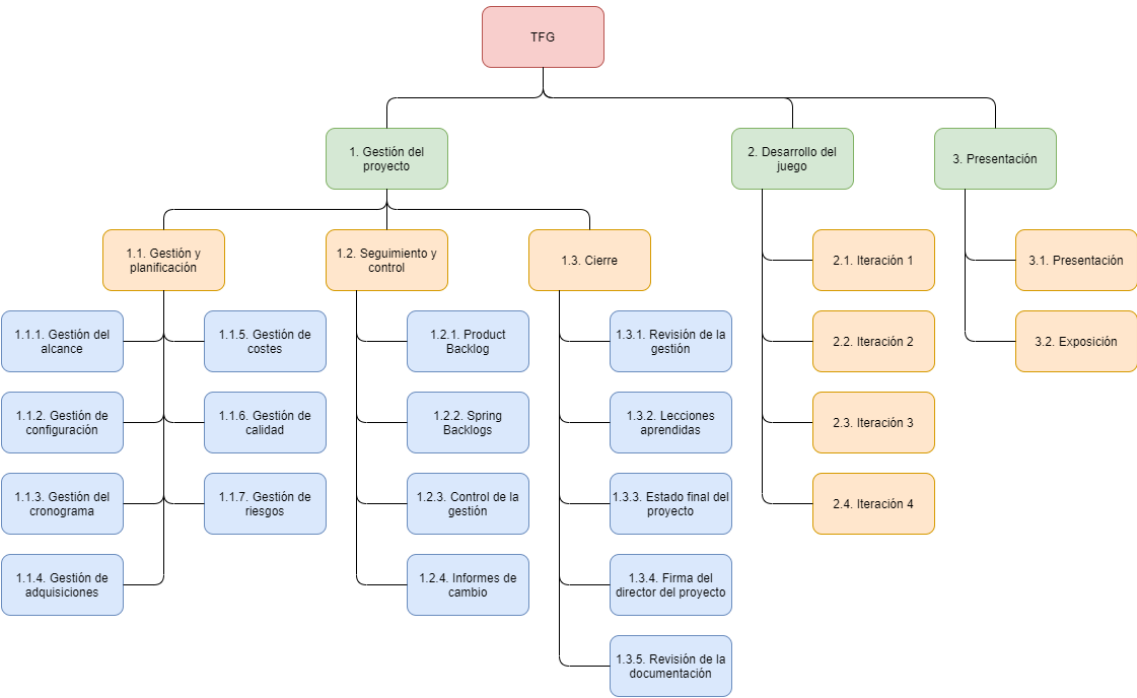 TFG
1. Gestión del
proyecto
2. Desarrollo del
juego
3. Presentación
1.1. Gestión y
planificación
1.2. Seguimiento y
control
1.3. Cierre
2.1. Iteración 1
3.1. Presentación
1.1.1. Gestión del
alcance
1.1.5. Gestión de
costes
1.2.1. Product
Backlog
1.3.1. Revisión de la
gestión
2.2. Iteración 2
3.2. Exposición
1.1.2. Gestión de
configuración
1.1.6. Gestión de
calidad
1.2.2. Spring
Backlogs
1.3.2. Lecciones
aprendidas
2.3. Iteración 3
1.1.3. Gestión del
cronograma
1.1.7. Gestión de
riesgos
1.2.3. Control de la
gestión
1.3.3. Estado final del
proyecto
2.4. Iteración 4
1.1.4. Gestión de
adquisiciones
1.2.4. Informes de
cambio
1.3.4. Firma del
director del proyecto
1.3.5. Revisión de la
documentación